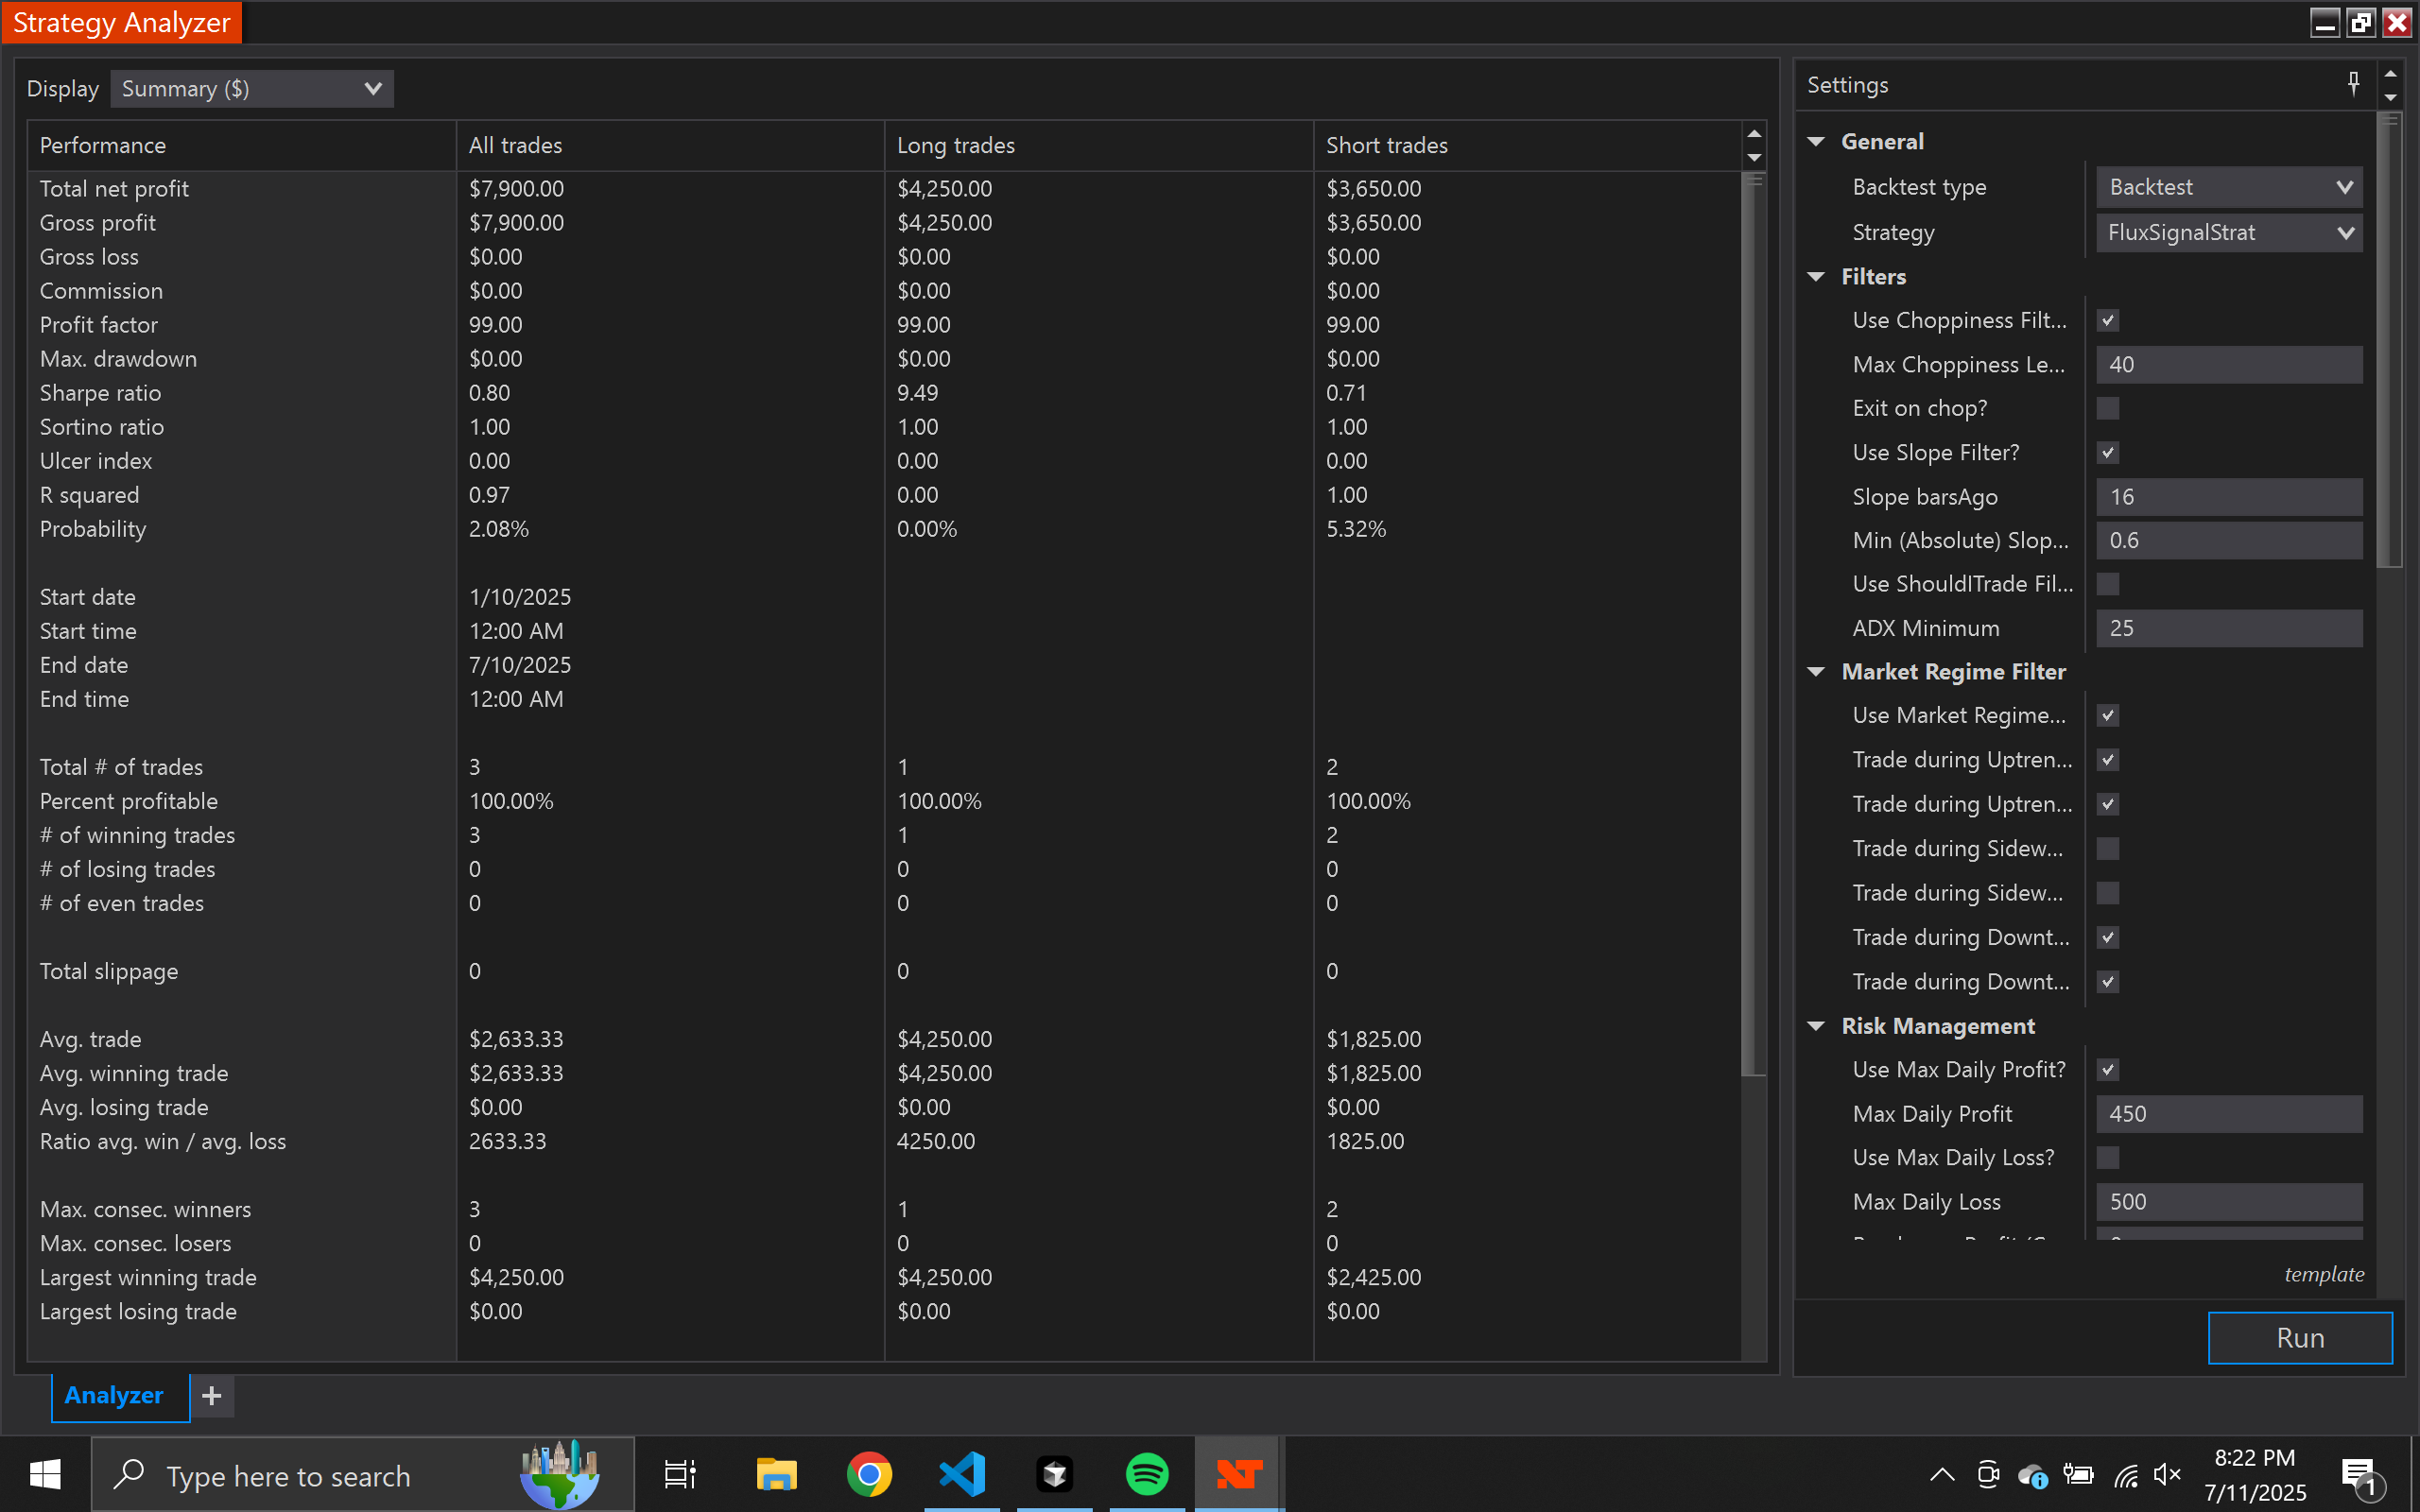 Strategy Analyzer
Display Summary ($)
Performance All trades Long trades Short trades
Total net profit $7,900.00 $4,250.00 $3,650.00
Gross profit $7,900.00 $4,250.00 $3,650.00
Gross loss $0.00 $0.00 $0.00
Commission $0.00 $0.00 $0.00
Profit factor 99.00 99.00 99.00
Max. drawdown $0.00 $0.00 $0.00
Sharpe ratio 0.80 9.49 0.71
Sortino ratio 1.00 1.00 1.00
Ulcer index 0.00 0.00 0.00
R squared 0.97 0.00 1.00
Probability 2.08% 0.00% 5.32%
Start date 1/10/2025
Start time 12:00 AM
End date 7/10/2025
End time 12:00 AM
Total # of trades 3 1 2
Percent profitable 100.00% 100.00% 100.00%
# of winning trades 3 1 2
# of losing trades 0 0 0
# of even trades 0 0 0
Total slippage 0 0 0
Avg. trade $2,633.33 $4,250.00 $1,825.00
Avg. winning trade $2,633.33 $4,250.00 $1,825.00
Avg. losing trade $0.00 $0.00 $0.00
Ratio avg. win / avg. loss 2633.33 4250.00 1825.00
Max. consec. winners 3 1 2
Max. consec. losers 0 0 0
Largest winning trade $4,250.00 $4,250.00 $2,425.00
Largest losing trade $0.00 $0.00 $0.00
Analyzer +
Settings
General
Backtest type Backtest
Strategy FluxSignalStrat
Filters
Use Choppiness Filt...
Max Choppiness Le... 40
Exit on chop?
Use Slope Filter?
Slope barsAgo 16
Min (Absolute) Slop... 0.6
Use ShouldITrade Fil...
ADX Minimum 25
Market Regime Filter
Use Market Regime...
Trade during Uptren...
Trade during Uptren...
Trade during Sidew...
Trade during Sidew...
Trade during Downt...
Trade during Downt...
Risk Management
Use Max Daily Profit?
Max Daily Profit 450
Use Max Daily Loss?
Max Daily Loss 500
template
Run
Type here to search
8:22 PM
7/11/2025
1